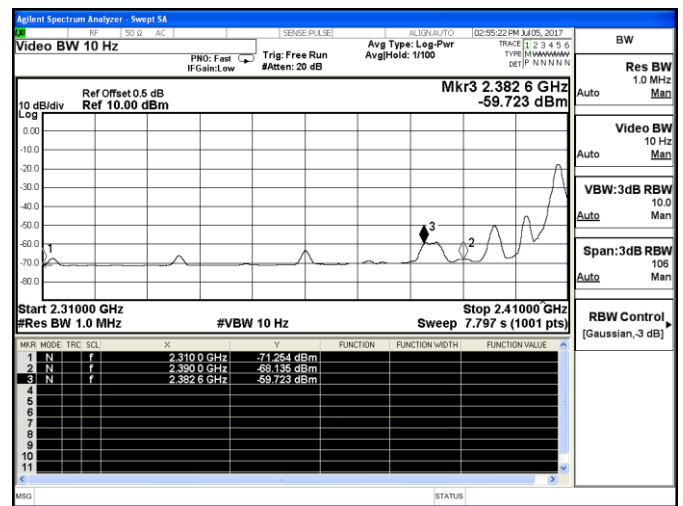 Agilent Spectrum Analyzer - Swept SA
RF 50 Ω AC SENSE:PULSE ALIGN AUTO 02:55:22 PM Jul 05, 2017
Video BW 10 Hz
PNO: Fast Trig: Free Run Avg Type: Log-Pwr TRACE 1 2 3 4 5 6
IFGain:Low #Atten: 20 dB Avg|Hold: 1/100 TYPE MWWWWW
DET P N N N N N
BW
Mkr3 2.382 6 GHz
-59.723 dBm
Ref Offset 0.5 dB
10 dB/div Ref 10.00 dBm
Log
0.00
-10.0
-20.0
-30.0
-40.0
-50.0
-60.0
-70.0
-80.0
1
2
3
Start 2.31000 GHz Stop 2.41000 GHz
#Res BW 1.0 MHz #VBW 10 Hz Sweep 7.797 s (1001 pts)
MKR MODE TRC SCL X Y FUNCTION FUNCTION WIDTH FUNCTION VALUE
1 N f 2.310 0 GHz -71.254 dBm
2 N f 2.390 0 GHz -68.135 dBm
3 N f 2.382 6 GHz -59.723 dBm
4
5
6
7
8
9
10
11
MSG STATUS
Res BW
1.0 MHz
Auto Man
Video BW
10 Hz
Auto Man
VBW:3dB RBW
10.0
Auto Man
Span:3dB RBW
106
Auto Man
RBW Control
[Gaussian,-3 dB]